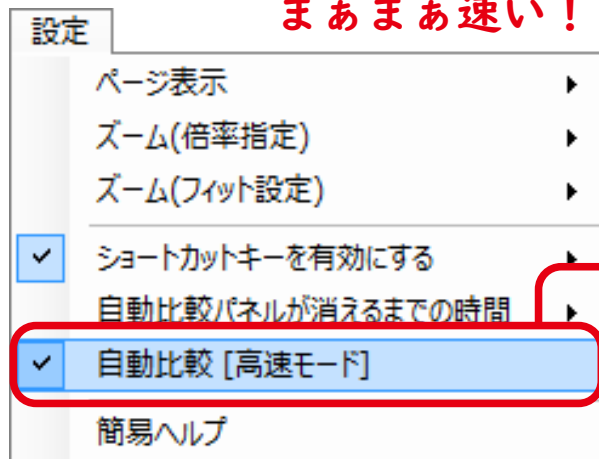 まぁまぁ速い！
設定
ページ表示
ズーム(倍率指定)
ズーム(フィット設定)
ショートカットキーを有効にする
自動比較パネルが消えるまでの時間
自動比較 [高速モード]
簡易ヘルプ